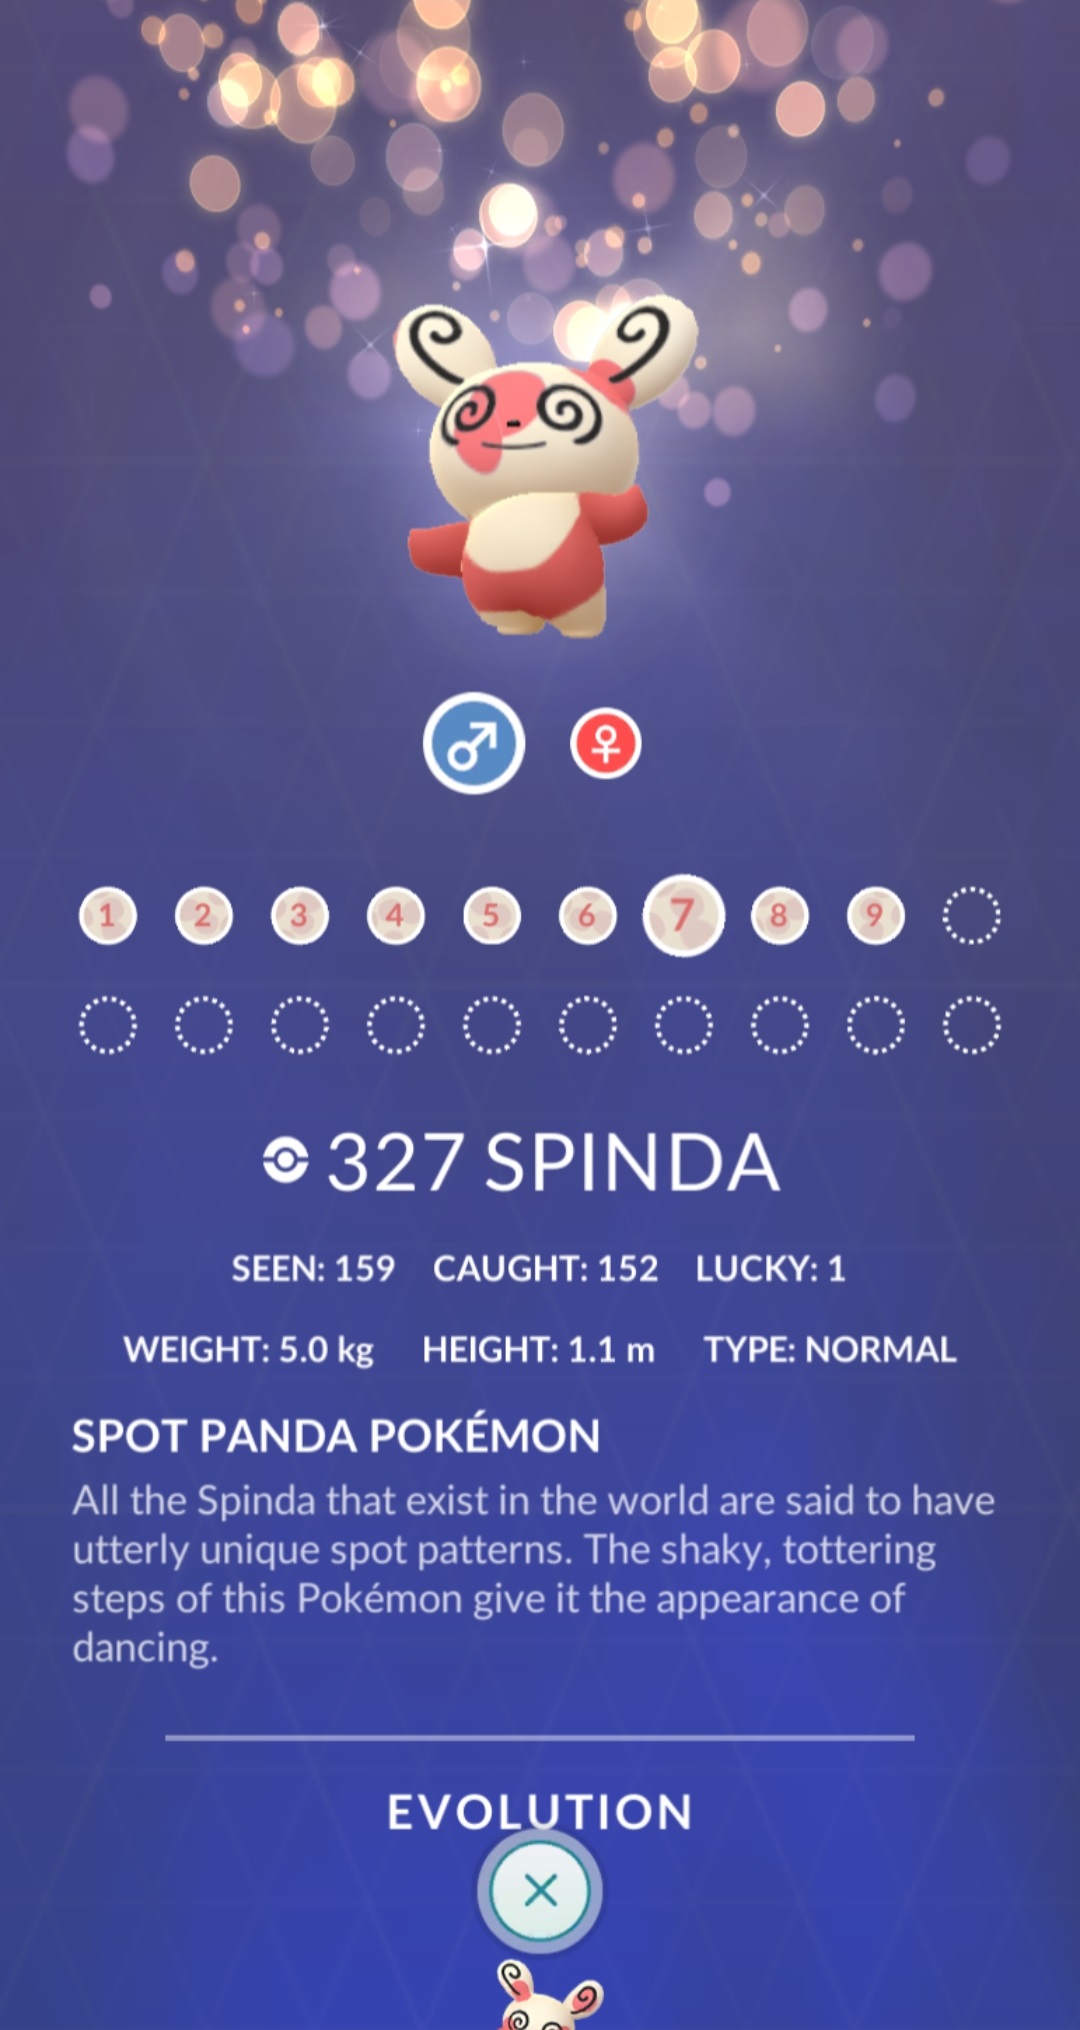 ♂ ♀
1 2 3 4 5 6 7 8 9
327 SPINDA
SEEN: 159 CAUGHT: 152 LUCKY: 1
WEIGHT: 5.0 kg HEIGHT: 1.1 m TYPE: NORMAL
SPOT PANDA POKÉMON
All the Spinda that exist in the world are said to have
utterly unique spot patterns. The shaky, tottering
steps of this Pokémon give it the appearance of
dancing.
EVOLUTION